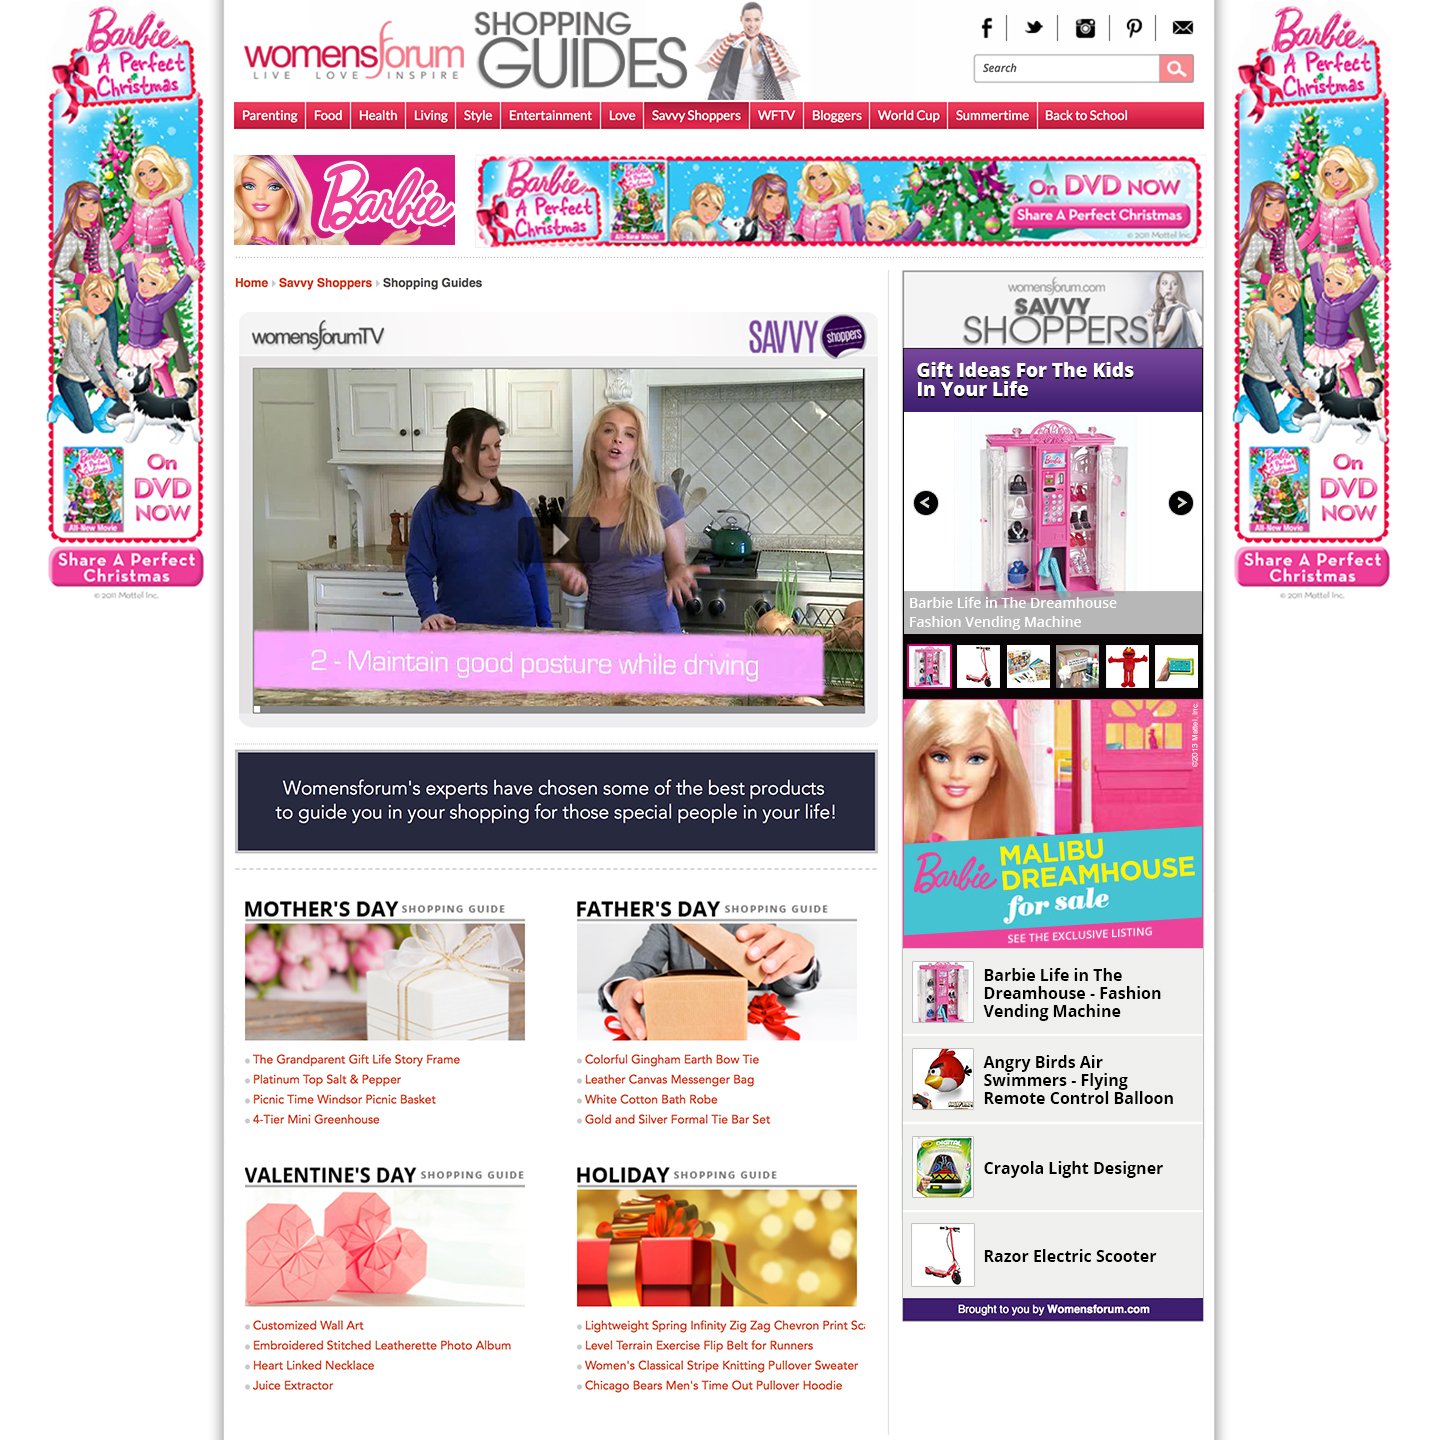 Barbie
A Perfect
Christmas
On
DVD
NOW
All-New Movie
Share A Perfect
Christmas
© 2011 Mattel Inc.
womensforum
LIVE LOVE INSPIRE
SHOPPING
GUIDES
Search
Parenting
Food
Health
Living
Style
Entertainment
Love
Savvy Shoppers
WFTV
Bloggers
World Cup
Summertime
Back to School
Barbie
Barbie
A Perfect
Christmas
All-New Movie
On DVD NOW
Share A Perfect Christmas
© 2011 Mattel Inc.
Home
Savvy Shoppers
Shopping Guides
womensforumTV
SAVVY shoppers
2 - Maintain good posture while driving
Womensforum's experts have chosen some of the best products
to guide you in your shopping for those special people in your life!
MOTHER'S DAY SHOPPING GUIDE
The Grandparent Gift Life Story Frame
Platinum Top Salt & Pepper
Picnic Time Windsor Picnic Basket
4-Tier Mini Greenhouse
FATHER'S DAY SHOPPING GUIDE
Colorful Gingham Earth Bow Tie
Leather Canvas Messenger Bag
White Cotton Bath Robe
Gold and Silver Formal Tie Bar Set
VALENTINE'S DAY SHOPPING GUIDE
Customized Wall Art
Embroidered Stitched Leatherette Photo Album
Heart Linked Necklace
Juice Extractor
HOLIDAY SHOPPING GUIDE
Lightweight Spring Infinity Zig Zag Chevron Print Sc
Level Terrain Exercise Flip Belt for Runners
Women's Classical Stripe Knitting Pullover Sweater
Chicago Bears Men's Time Out Pullover Hoodie
womensforum.com
SAVVY
SHOPPERS
Gift Ideas For The Kids
In Your Life
Barbie
Barbie Life in The Dreamhouse
Fashion Vending Machine
©2013 Mattel, Inc.
Barbie MALIBU
DREAMHOUSE
for sale
SEE THE EXCLUSIVE LISTING
Barbie Life in The
Dreamhouse - Fashion
Vending Machine
Angry Birds Air
Swimmers - Flying
Remote Control Balloon
DIGITAL
Crayola Light Designer
Razor Electric Scooter
Brought to you by Womensforum.com
Barbie
A Perfect
Christmas
On
DVD
NOW
All-New Movie
Share A Perfect
Christmas
© 2011 Mattel Inc.